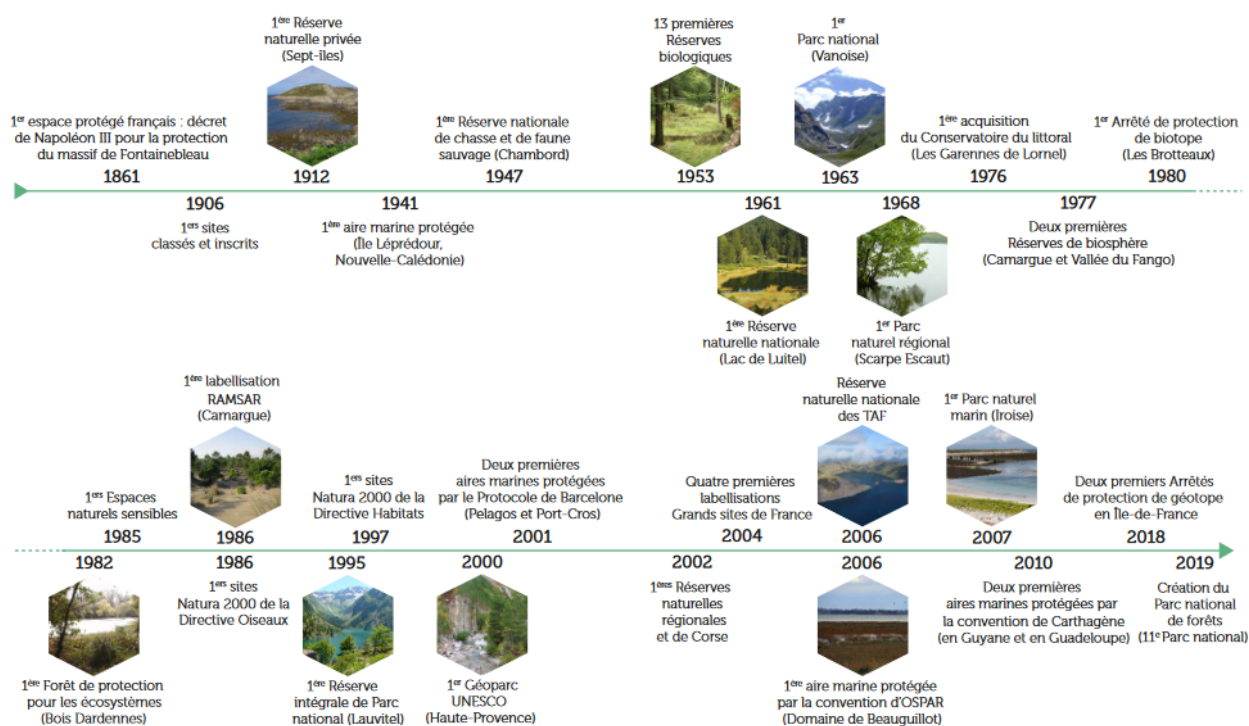 1ère Réserve
naturelle privée
(Sept-îles)
13 premières
Réserves
biologiques
1er
Parc national
(Vanoise)
1er espace protégé français : décret
de Napoléon III pour la protection
du massif de Fontainebleau
1ère Réserve nationale
de chasse et de faune
sauvage (Chambord)
1ère acquisition
du Conservatoire du littoral
(Les Garennes de Lornel)
1er Arrêté de protection
de biotope
(Les Brotteaux)
1861
1912
1947
1953
1963
1976
1980
1906
1941
1961
1968
1977
1ers sites
classés et inscrits
1ère aire marine protégée
(Île Léprédour,
Nouvelle-Calédonie)
Deux premières
Réserves de biosphère
(Camargue et Vallée du Fango)
1ère Réserve
naturelle nationale
(Lac de Luitel)
1er Parc
naturel régional
(Scarpe Escaut)
1ère labellisation
RAMSAR
(Camargue)
Réserve
naturelle nationale
des TAF
1er Parc naturel
marin (Iroise)
1ers Espaces
naturels sensibles
1ers sites
Natura 2000 de la
Directive Habitats
Deux premières
aires marines protégées
par le Protocole de Barcelone
(Pelagos et Port-Cros)
Quatre premières
labellisations
Grands sites de France
Deux premiers Arrêtés
de protection de géotope
en Île-de-France
1985
1986
1997
2001
2004
2006
2007
2018
1982
1986
1995
2000
2002
2006
2010
2019
1ers sites
Natura 2000 de la
Directive Oiseaux
1ères Réserves
naturelles
régionales
et de Corse
Deux premières
aires marines protégées par
la convention de Carthagène
(en Guyane et en Guadeloupe)
Création du
Parc national
de forêts
(11e Parc national)
1ère Forêt de protection
pour les écosystèmes
(Bois Dardennes)
1ère Réserve
intégrale de Parc
national (Lauvitel)
1er Géoparc
UNESCO
(Haute-Provence)
1ère aire marine protégée
par la convention d'OSPAR
(Domaine de Beauguillot)